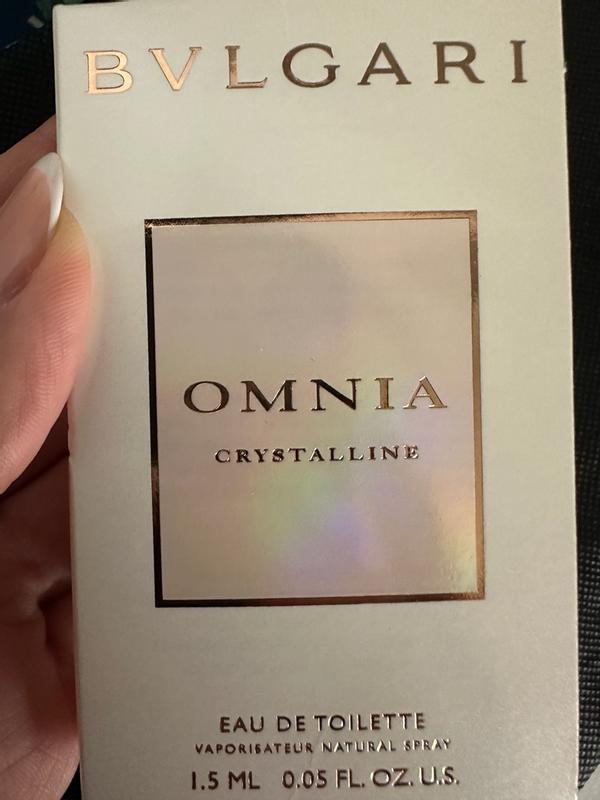 BVLGARI
OMNIA
CRYSTALLINE
EAU DE TOILETTE
VAPORISATEUR NATURAL SPRAY
1.5 ML 0.05 FL. OZ. U.S.